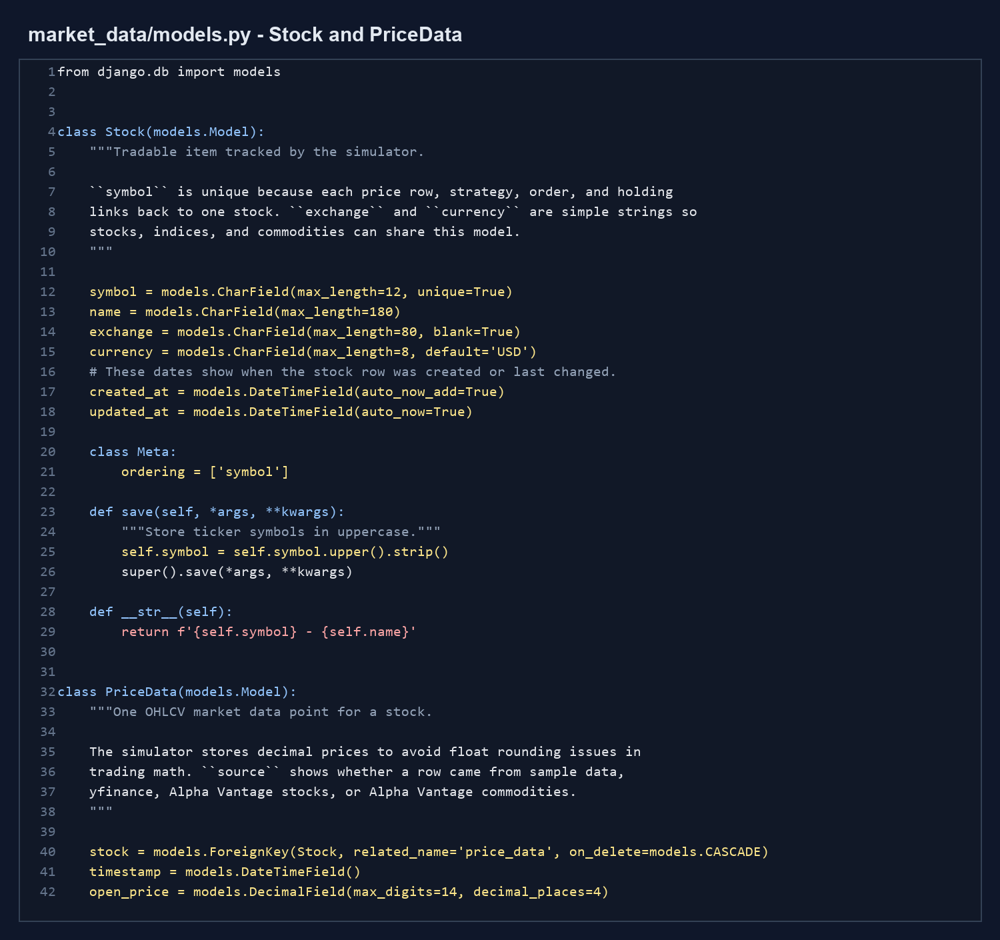 market_data/models.py - Stock and PriceData
1 from django.db import models
2
3
4 class Stock(models.Model):
5     """Tradable item tracked by the simulator.
6
7     ``symbol`` is unique because each price row, strategy, order, and holding
8     links back to one stock. ``exchange`` and ``currency`` are simple strings so
9     stocks, indices, and commodities can share this model.
10     """
11
12     symbol = models.CharField(max_length=12, unique=True)
13     name = models.CharField(max_length=180)
14     exchange = models.CharField(max_length=80, blank=True)
15     currency = models.CharField(max_length=8, default='USD')
16     # These dates show when the stock row was created or last changed.
17     created_at = models.DateTimeField(auto_now_add=True)
18     updated_at = models.DateTimeField(auto_now=True)
19
20     class Meta:
21         ordering = ['symbol']
22
23     def save(self, *args, **kwargs):
24         """Store ticker symbols in uppercase."""
25         self.symbol = self.symbol.upper().strip()
26         super().save(*args, **kwargs)
27
28     def __str__(self):
29         return f'{self.symbol} - {self.name}'
30
31
32 class PriceData(models.Model):
33     """One OHLCV market data point for a stock.
34
35     The simulator stores decimal prices to avoid float rounding issues in
36     trading math. ``source`` shows whether a row came from sample data,
37     yfinance, Alpha Vantage stocks, or Alpha Vantage commodities.
38     """
39
40     stock = models.ForeignKey(Stock, related_name='price_data', on_delete=models.CASCADE)
41     timestamp = models.DateTimeField()
42     open_price = models.DecimalField(max_digits=14, decimal_places=4)